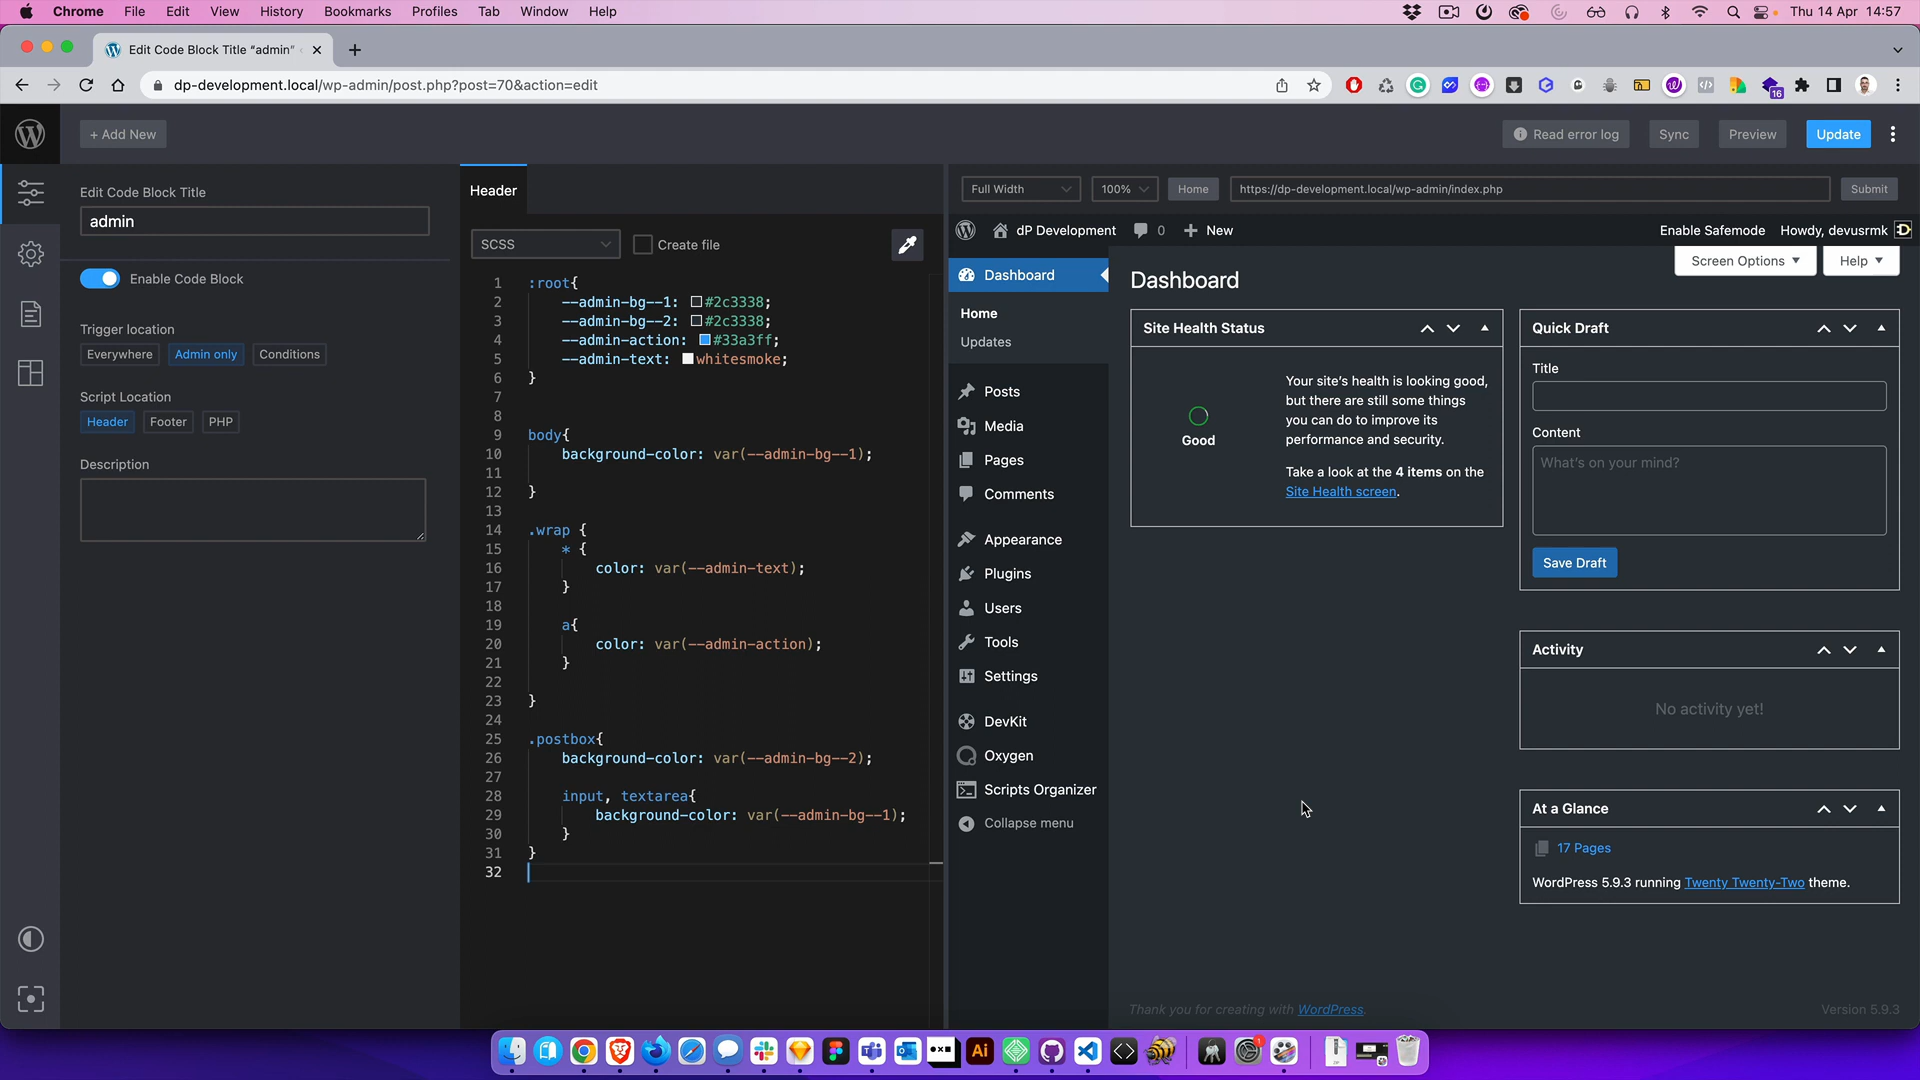 Chrome File Edit View History Bookmarks Profiles Tab Window Help Thu 14 Apr 14:57
Edit Code Block Title “admin”
dp-development.local/wp-admin/post.php?post=70&action=edit
16
+ Add New
Read error log
Sync
Preview
Update
Edit Code Block Title
admin
Enable Code Block
Trigger location
Everywhere
Admin only
Conditions
Script Location
Header
Footer
PHP
Description
Header
SCSS
Create file
1 :root{
2 --admin-bg--1: #2c3338;
3 --admin-bg--2: #2c3338;
4 --admin-action: #33a3ff;
5 --admin-text: whitesmoke;
6 }
7
8
9 body{
10 background-color: var(--admin-bg--1);
11
12 }
13
14 .wrap {
15 * {
16 color: var(--admin-text);
17 }
18
19 a{
20 color: var(--admin-action);
21 }
22
23 }
24
25 .postbox{
26 background-color: var(--admin-bg--2);
27
28 input, textarea{
29 background-color: var(--admin-bg--1);
30 }
31 }
32
Full Width
100%
Home
https://dp-development.local/wp-admin/index.php
Submit
dP Development
0
+ New
Enable Safemode
Howdy, devusrmk
Dashboard
Home
Updates
Posts
Media
Pages
Comments
Appearance
Plugins
Users
Tools
Settings
DevKit
Oxygen
Scripts Organizer
Collapse menu
Screen Options
Help
Dashboard
Site Health Status
Good
Your site’s health is looking good,
but there are still some things
you can do to improve its
performance and security.
Take a look at the 4 items on the
Site Health screen.
Quick Draft
Title
Content
What’s on your mind?
Save Draft
Activity
No activity yet!
At a Glance
17 Pages
WordPress 5.9.3 running Twenty Twenty-Two theme.
Thank you for creating with WordPress.
Version 5.9.3
Ai
1